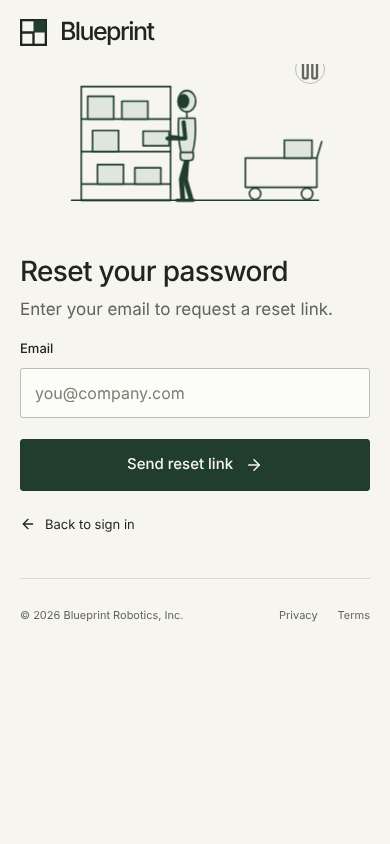 Blueprint
Reset your password
Enter your email to request a reset link.
Email
you@company.com
Send reset link
Back to sign in
© 2026 Blueprint Robotics, Inc. Privacy Terms